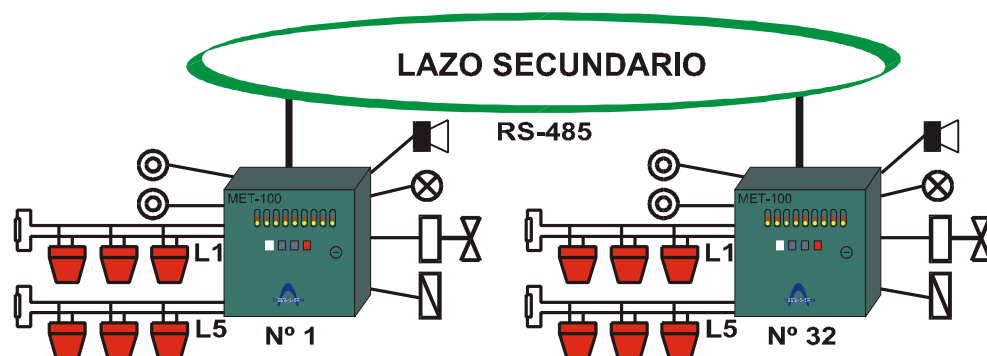 LAZO SECUNDARIO
RS-485
MET-100
MET-100
L1
L1
L5
L5
Nº 1
Nº 32